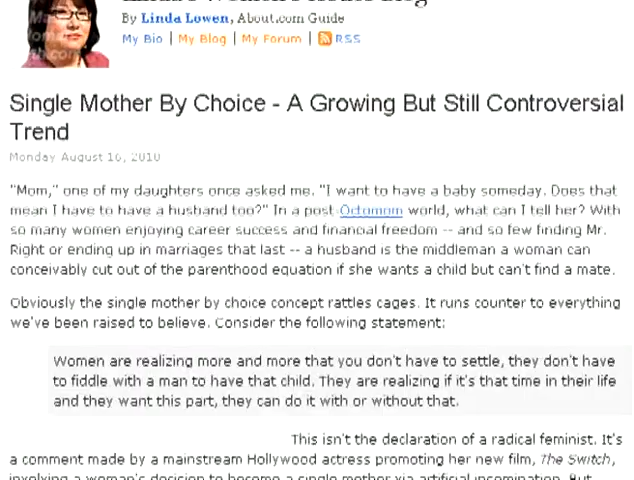 By Linda Lowen, About.com Guide
My Bio | My Blog | My Forum | RSS
Single Mother By Choice - A Growing But Still Controversial
Trend
Monday August 16, 2010
"Mom," one of my daughters once asked me. "I want to have a baby someday. Does that
mean I have to have a husband too?" In a post-Octomom world, what can I tell her? With
so many women enjoying career success and financial freedom -- and so few finding Mr.
Right or ending up in marriages that last -- a husband is the middleman a woman can
conceivably cut out of the parenthood equation if she wants a child but can't find a mate.
Obviously the single mother by choice concept rattles cages. It runs counter to everything
we've been raised to believe. Consider the following statement:
Women are realizing more and more that you don't have to settle, they don't have
to fiddle with a man to have that child. They are realizing if it's that time in their life
and they want this part, they can do it with or without that.
This isn't the declaration of a radical feminist. It's
a comment made by a mainstream Hollywood actress promoting her new film, The Switch,
involving a woman's decision to become a single mother via artificial insemination. But